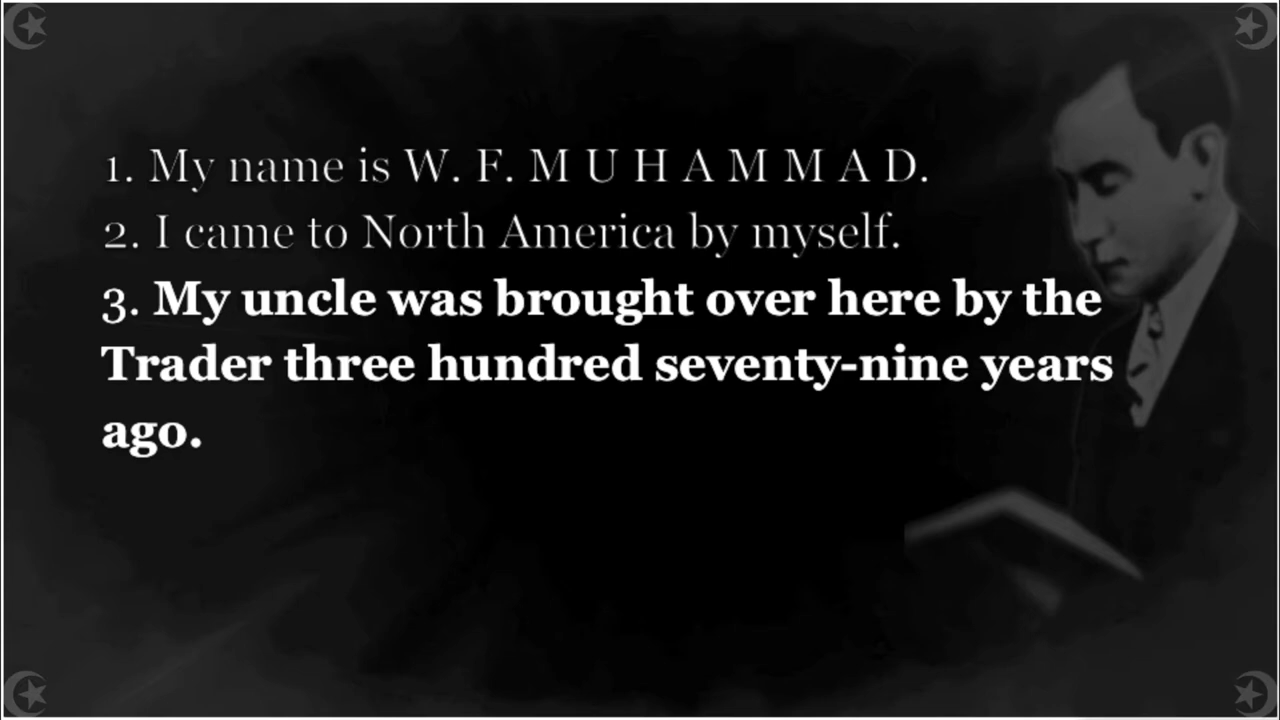 1. My name is W. F. M U H A M M A D.
2. I came to North America by myself.
3. My uncle was brought over here by the
Trader three hundred seventy-nine years
ago.